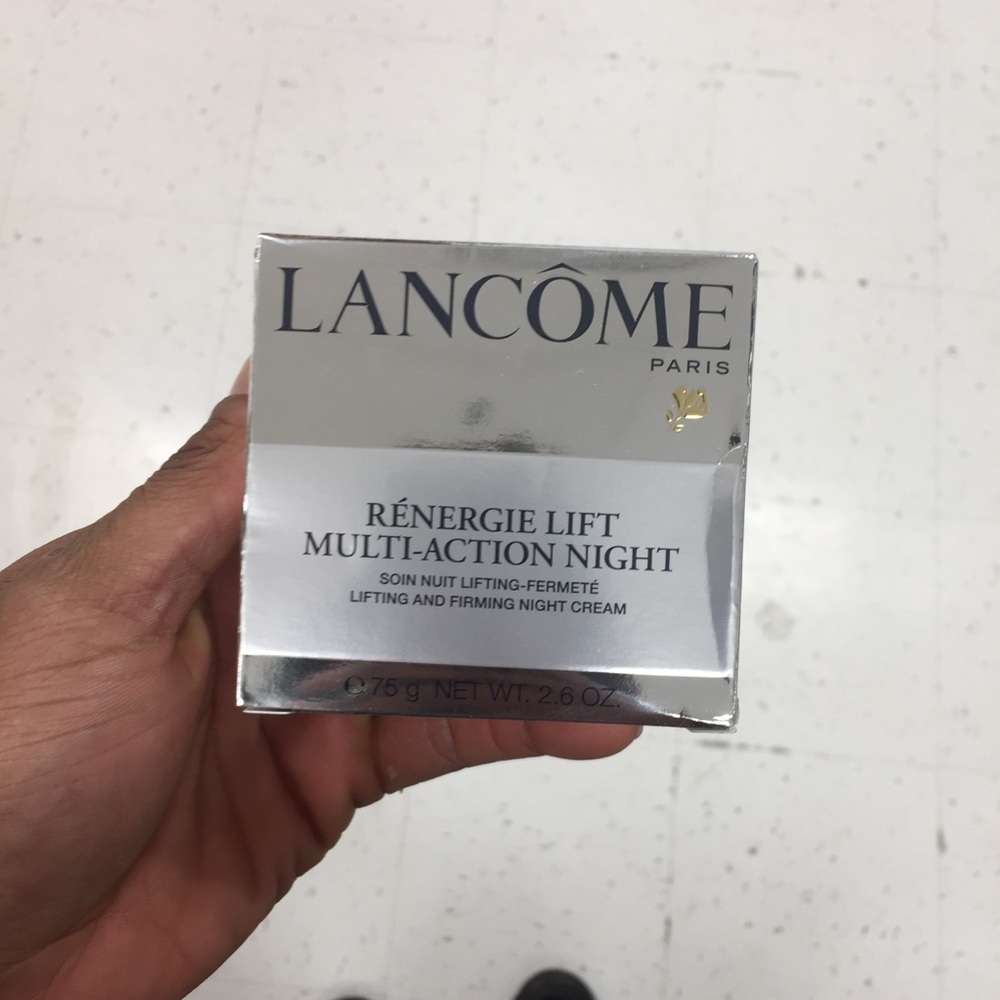 LANCÔME
PARIS
RÉNERGIE LIFT
MULTI-ACTION NIGHT
SOIN NUIT LIFTING-FERMETÉ
LIFTING AND FIRMING NIGHT CREAM
℮ 75 g NET WT. 2.6 OZ.